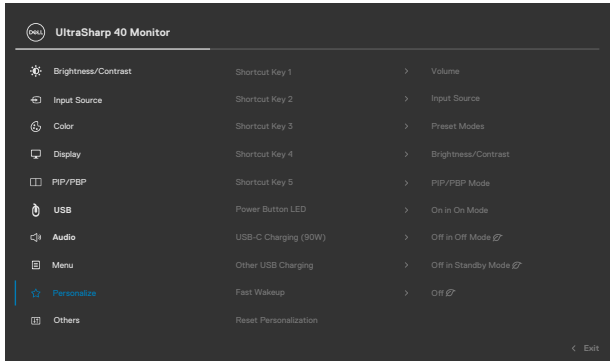 DELL UltraSharp 40 Monitor
Brightness/Contrast Shortcut Key 1 > Volume
Input Source Shortcut Key 2 > Input Source
Color Shortcut Key 3 > Preset Modes
Display Shortcut Key 4 > Brightness/Contrast
PIP/PBP Shortcut Key 5 > PIP/PBP Mode
USB Power Button LED > On in On Mode
Audio USB-C Charging (90W) > Off in Off Mode
Menu Other USB Charging > Off in Standby Mode
Personalize Fast Wakeup > Off
Others Reset Personalization
< Exit